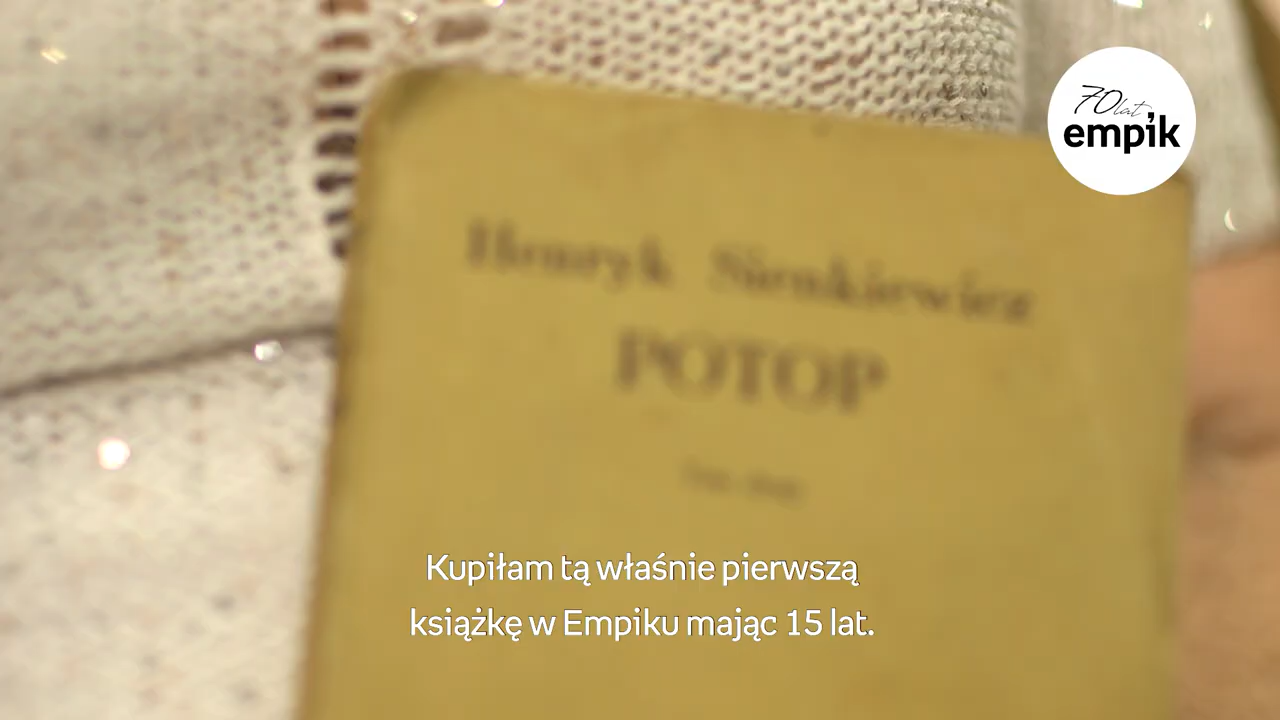 70 lat
empik
Henryk Sienkiewicz
POTOP
Kupiłam tą właśnie pierwszą
książkę w Empiku mając 15 lat.